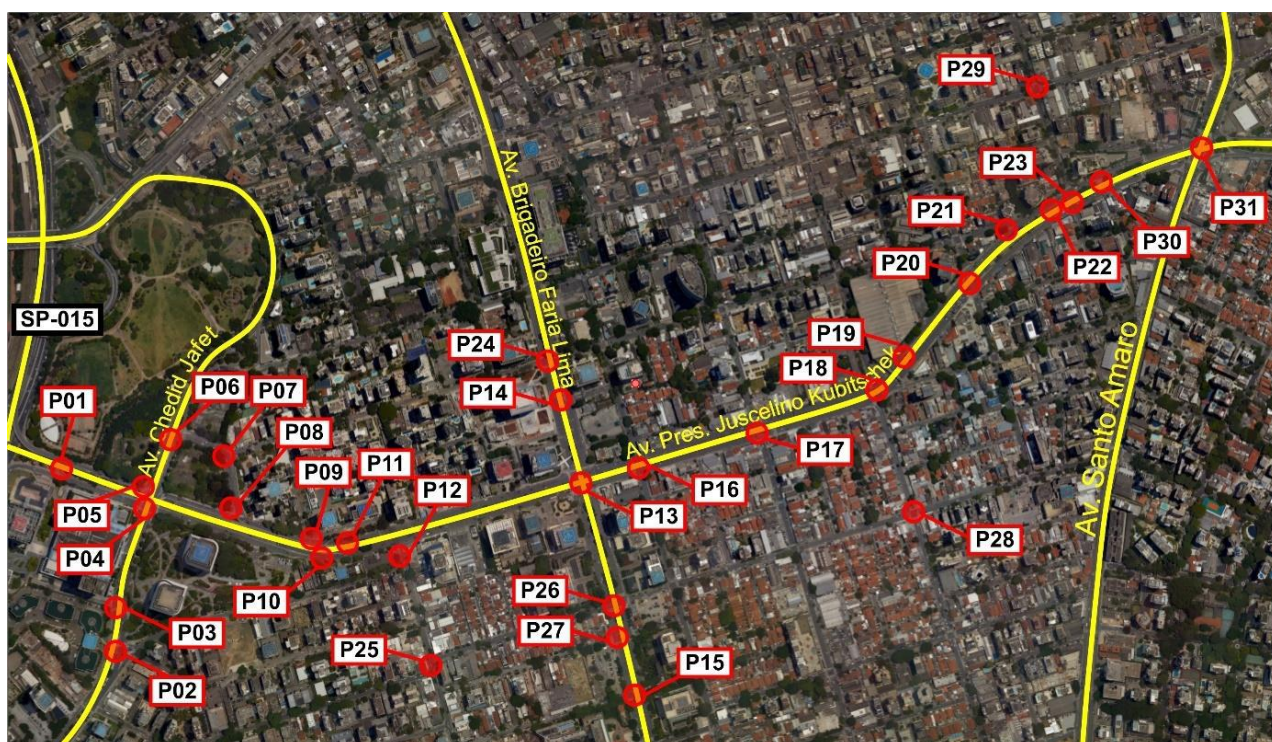 P29
P23
P21
P31
P30
P20
P22
Av. Brigadeiro Faria Lima
SP-015
P24
P19
P18
P14
Av. Chedid Jafet
P06
P07
P01
P08
P09
P11
P12
Av. Pres. Juscelino Kubits-hek
P17
P16
Av. Santo Amaro
P05
P04
P13
P28
P10
P26
P03
P27
P25
P15
P02